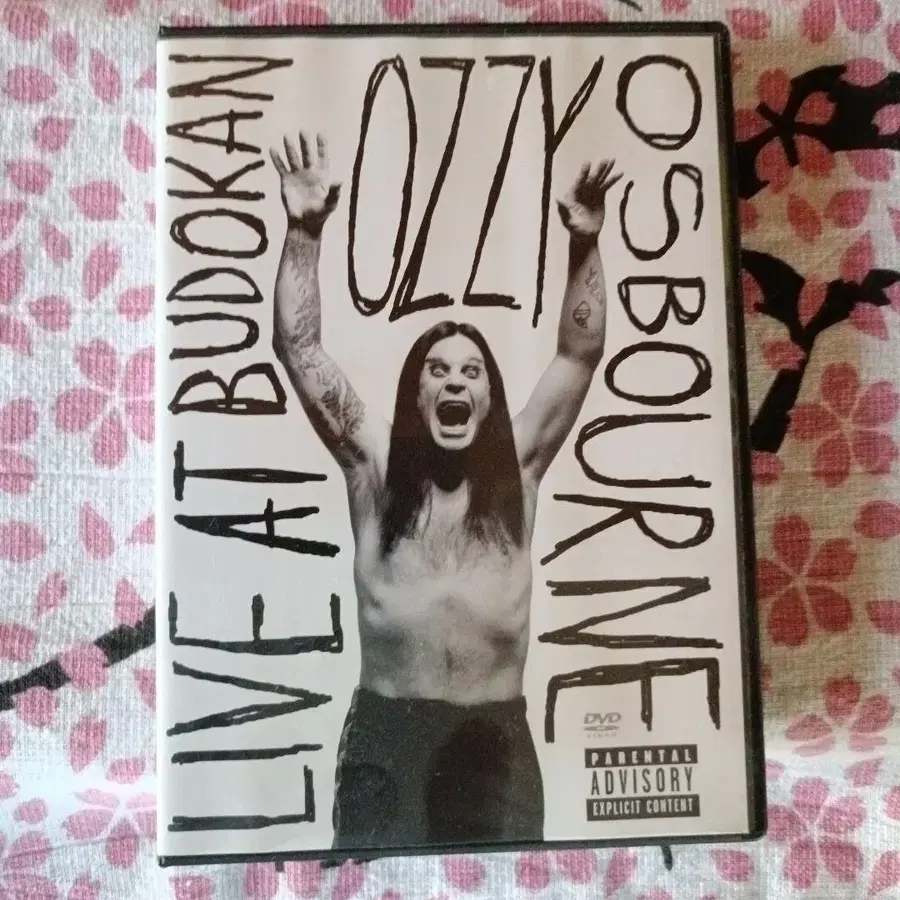 LIVE AT BUDOKAN
OZZY
OSBOURNE
DVD
VIDEO
PARENTAL
ADVISORY
EXPLICIT CONTENT